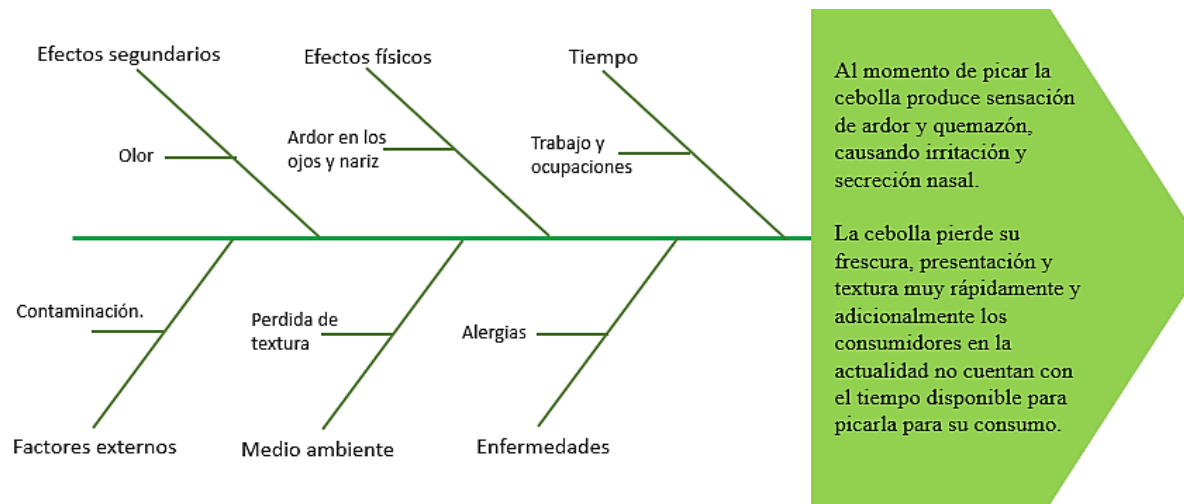 Efectos segundarios
Efectos físicos
Tiempo
Olor
Ardor en los
ojos y nariz
Trabajo y
ocupaciones
Contaminación.
Perdida de
textura
Alergias
Factores externos
Medio ambiente
Enfermedades
Al momento de picar la
cebolla produce sensación
de ardor y quemazón,
causando irritación y
secreción nasal.
La cebolla pierde su
frescura, presentación y
textura muy rápidamente y
adicionalmente los
consumidores en la
actualidad no cuentan con
el tiempo disponible para
picarla para su consumo.